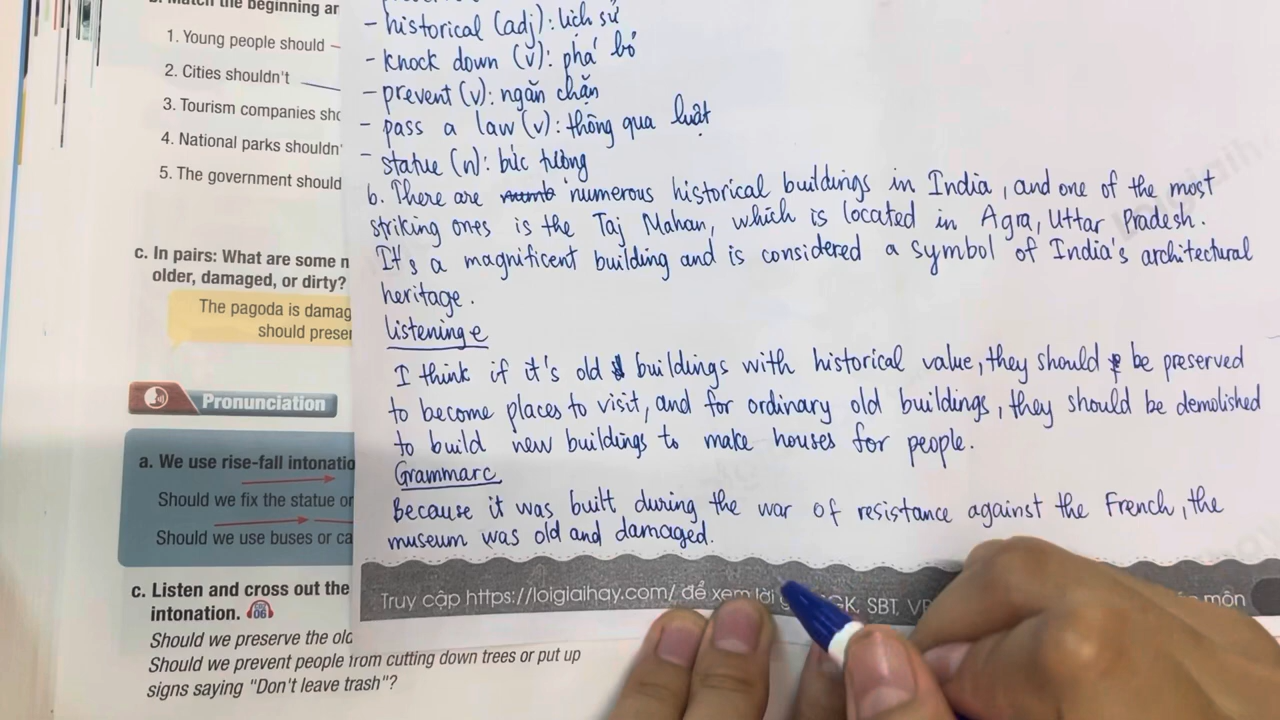 b. Match the beginning ar
1. Young people should
2. Cities shouldn't
3. Tourism companies sho
4. National parks shouldn'
5. The government should
c. In pairs: What are some n
older, damaged, or dirty?
The pagoda is damag
should preser
Pronunciation
a. We use rise-fall intonatio
Should we fix the statue or
Should we use buses or ca
c. Listen and cross out the
intonation. 06
Should we preserve the old
Should we prevent people from cutting down trees or put up
signs saying "Don't leave trash"?
- historical (adj): lịch sử
- knock down (v): phá bỏ
- prevent (v): ngăn chặn
- pass a law (v): thông qua luật
- statue (n): bức tượng
b. There are numerous historical buildings in India, and one of the most
striking ones is the Taj Mahan, which is located in Agra, Uttar Pradesh.
It's a magnificent building and is considered a symbol of India's architectural
heritage.
Listening e
I think if it's old buildings with historical value, they should be preserved
to become places to visit, and for ordinary old buildings, they should be demolished
to build new buildings to make houses for people.
Grammar c
Because it was built during the war of resistance against the French, the
museum was old and damaged.
Truy cập https://loigiaihay.com/ để xem lời GK, SBT, môn